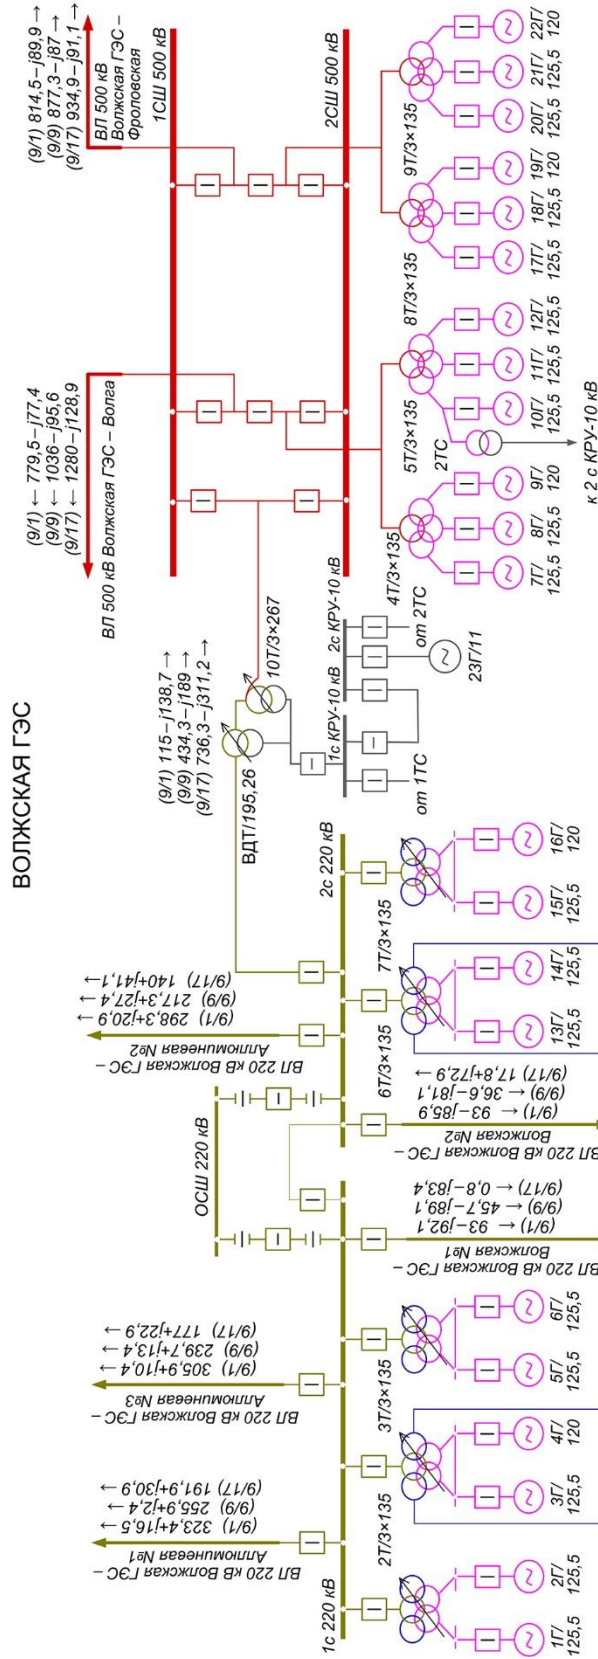 ВОЛЖСКАЯ ГЭС
1с 220 кВ
(9/1) 323,4+j16,5→
(9/9) 255,9+j2,4→
(9/17) 191,9+j30,9→
ВЛ 220 кВ Волжская ГЭС –
Аллюминеевая №1
(9/1) 305,9+j10,4→
(9/9) 239,7+j13,4→
(9/17) 177+j22,9→
ВЛ 220 кВ Волжская ГЭС –
Аллюминеевая №3
ОСШ 220 кВ
(9/1) 298,3+j20,9→
(9/9) 217,3+j27,4→
(9/17) 140+j41,1→
ВЛ 220 кВ Волжская ГЭС –
Аллюминеевая №2
2с 220 кВ
ВЛ 220 кВ Волжская ГЭС –
Волжская №1
(9/1) ← 93–j92,1
(9/9) ← 45,7–j89,1
(9/17) ← 0,8–j83,4
ВЛ 220 кВ Волжская ГЭС –
Волжская №2
(9/1) ← 93–j85,9
(9/9) ← 36,6–j81,1
(9/17) 17,8+j72,9→
2Т/3×135
3Т/3×135
6Т/3×135
7Т/3×135
1Г/
125,5
2Г/
125,5
3Г/
125,5
4Г/
120
5Г/
125,5
6Г/
125,5
13Г/
125,5
14Г/
125,5
15Г/
125,5
16Г/
120
(9/1) 115–j138,7 →
(9/9) 434,3–j189 →
(9/17) 736,3–j311,2 →
ВДТ/195,26
10Т/3×267
1с КРУ-10 кВ
2с КРУ-10 кВ
от 1ТС
23Г/11
от 2ТС
(9/1) ← 779,5–j77,4
(9/9) ← 1036–j95,6
(9/17) ← 1280–j128,9
ВЛ 500 кВ Волжская ГЭС – Волга
(9/1) 814,5–j89,9 →
(9/9) 877,3–j87 →
(9/17) 934,9–j91,1 →
ВЛ 500 кВ
Волжская ГЭС –
Фроловская
1СШ 500 кВ
2СШ 500 кВ
4Т/3×135
5Т/3×135
2ТС
8Т/3×135
9Т/3×135
7Г/
125,5
8Г/
125,5
9Г/
120
10Г/
125,5
11Г/
125,5
12Г/
125,5
17Г/
125,5
18Г/
125,5
19Г/
120
20Г/
125,5
21Г/
125,5
22Г/
120
к 2 с КРУ-10 кВ